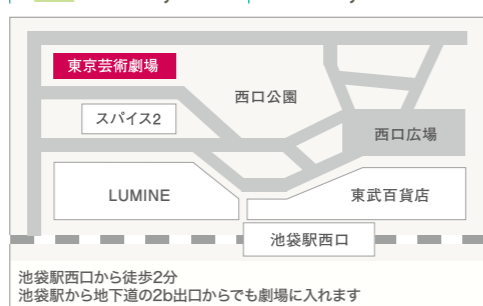 東京芸術劇場
西口公園
スパイス2
西口広場
LUMINE
東武百貨店
池袋駅西口
池袋駅西口から徒歩2分
池袋駅から地下道の2b出口からでも劇場に入れます